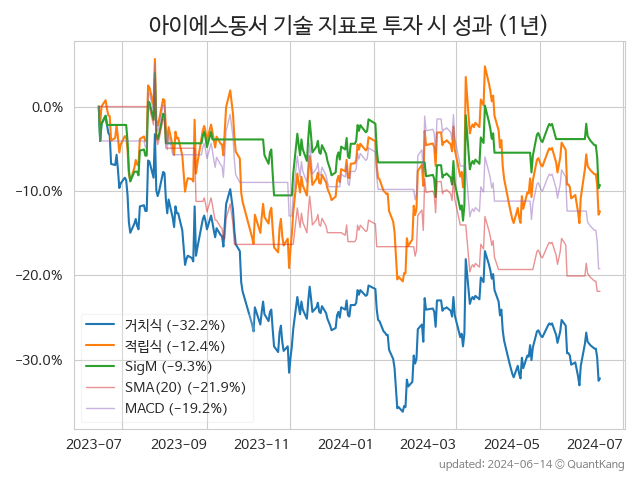 아이에스동서 기술 지표로 투자 시 성과 (1년)
0.0%
−10.0%
−20.0%
−30.0%
거치식 (−32.2%)
적립식 (−12.4%)
SigM (−9.3%)
SMA(20) (−21.9%)
MACD (−19.2%)
2023-07 2023-09 2023-11 2024-01 2024-03 2024-05 2024-07
updated: 2024-06-14 © QuantKang